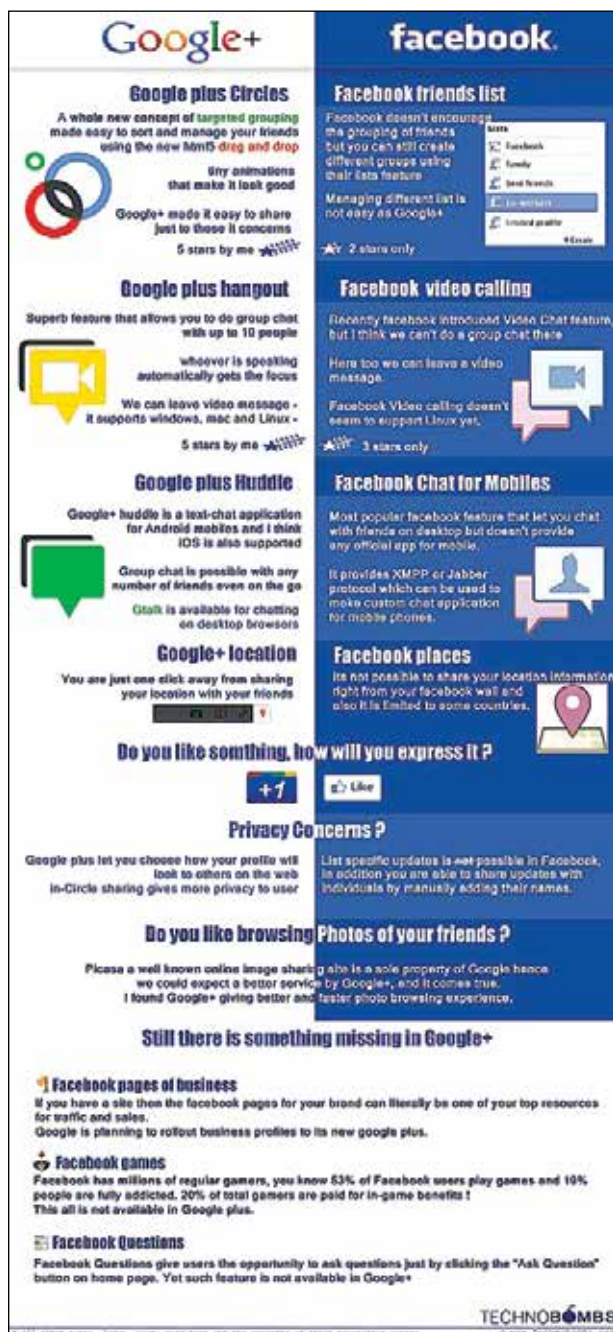 Google+
facebook.
Google plus Circles
A whole new concept of targeted grouping
made easy to sort and manage your friends
using the new html5 drag and drop
tiny animations
that make it look good
Google+ made it easy to share
just to those it concerns
5 stars by me
Facebook friends list
Facebook doesn't encourage
the grouping of friends
but you can still create
different groups using
their lists feature
Managing different list is
not easy as Google+
2 stars only
Facebook
family
best friends
co-workers
limited profile
Google plus hangout
Superb feature that allows you to do group chat
with up to 10 people
whoever is speaking
automatically gets the focus
We can leave video message -
it supports windows, mac and Linux -
5 stars by me
Facebook video calling
Recently facebook introduced Video Chat feature,
but I think we can't do a group chat there
Here too we can leave a video
message.
Facebook Video calling doesn't
seem to support Linux yet.
3 stars only
Google plus Huddle
Google+ huddle is a text-chat application
for Android mobiles and I think
iOS is also supported
Group chat is possible with any
number of friends even on the go
Gtalk is available for chatting
on desktop browsers
Facebook Chat for Mobiles
Most popular facebook feature that let you chat
with friends on desktop but doesn't provide
any official app for mobile.
It provides XMPP or Jabber
protocol which can be used to
make custom chat application
for mobile phones.
Google+ location
You are just one click away from sharing
your location with your friends
Facebook places
Its not possible to share your location information
right from your facebook wall and
also it is limited to some countries.
Do you like somthing, how will you express it ?
+1
Like
Privacy Concerns ?
Google plus let you choose how your profile will
look to others on the web
in-Circle sharing gives more privacy to user
List specific updates is not possible in Facebook,
in addition you are able to share updates with
individuals by manually adding their names.
Do you like browsing Photos of your friends ?
Picasa a well known online image sharing site is a sole property of Google hence
we could expect a better service by Google+, and it comes true.
I found Google+ giving better and faster photo browsing experience.
Still there is something missing in Google+
Facebook pages of business
If you have a site then the facebook pages for your brand can literally be one of your top resources
for traffic and sales.
Google is planning to rollout business profiles to its new google plus.
Facebook games
Facebook has millions of regular gamers, you know 53% of Facebook users play games and 19%
people are fully addicted. 20% of total gamers are paid for in-game benefits !
This all is not available in Google plus.
Facebook Questions
Facebook Questions give users the opportunity to ask questions just by clicking the "Ask Question"
button on home page. Yet such feature is not available in Google+
TECHNOBOMBS